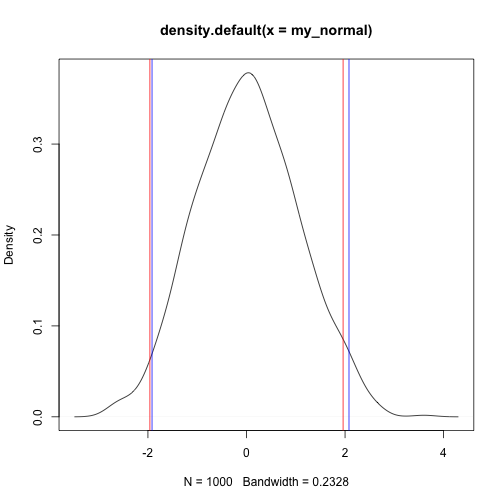 density.default(x = my_normal)
Density
0.0
0.1
0.2
0.3
-2
0
2
4
N = 1000   Bandwidth = 0.2328